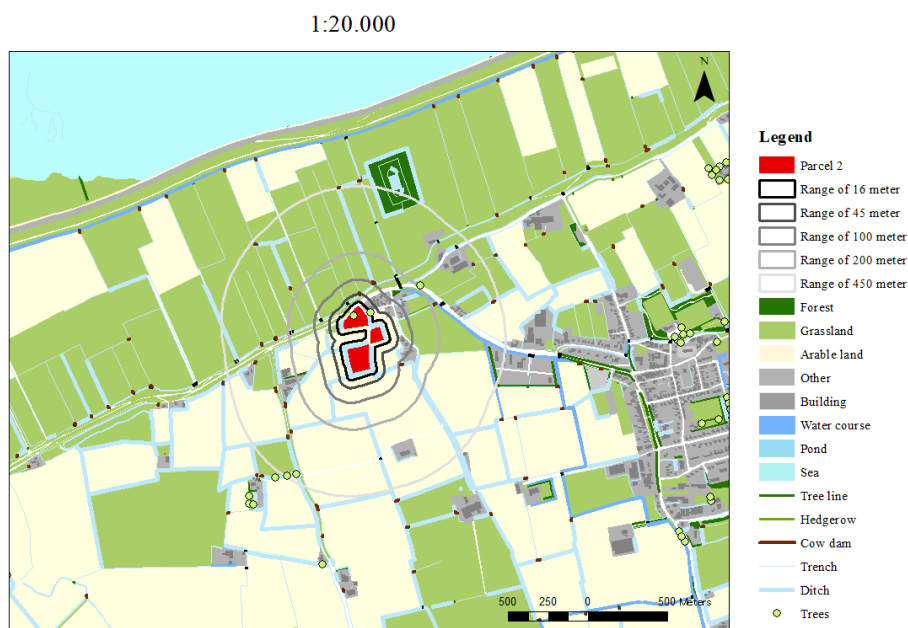 1:20.000
N
Legend
Parcel 2
Range of 16 meter
Range of 45 meter
Range of 100 meter
Range of 200 meter
Range of 450 meter
Forest
Grassland
Arable land
Other
Building
Water course
Pond
Sea
Tree line
Hedgerow
Cow dam
Trench
Ditch
Trees
500 250 0 500 Meters